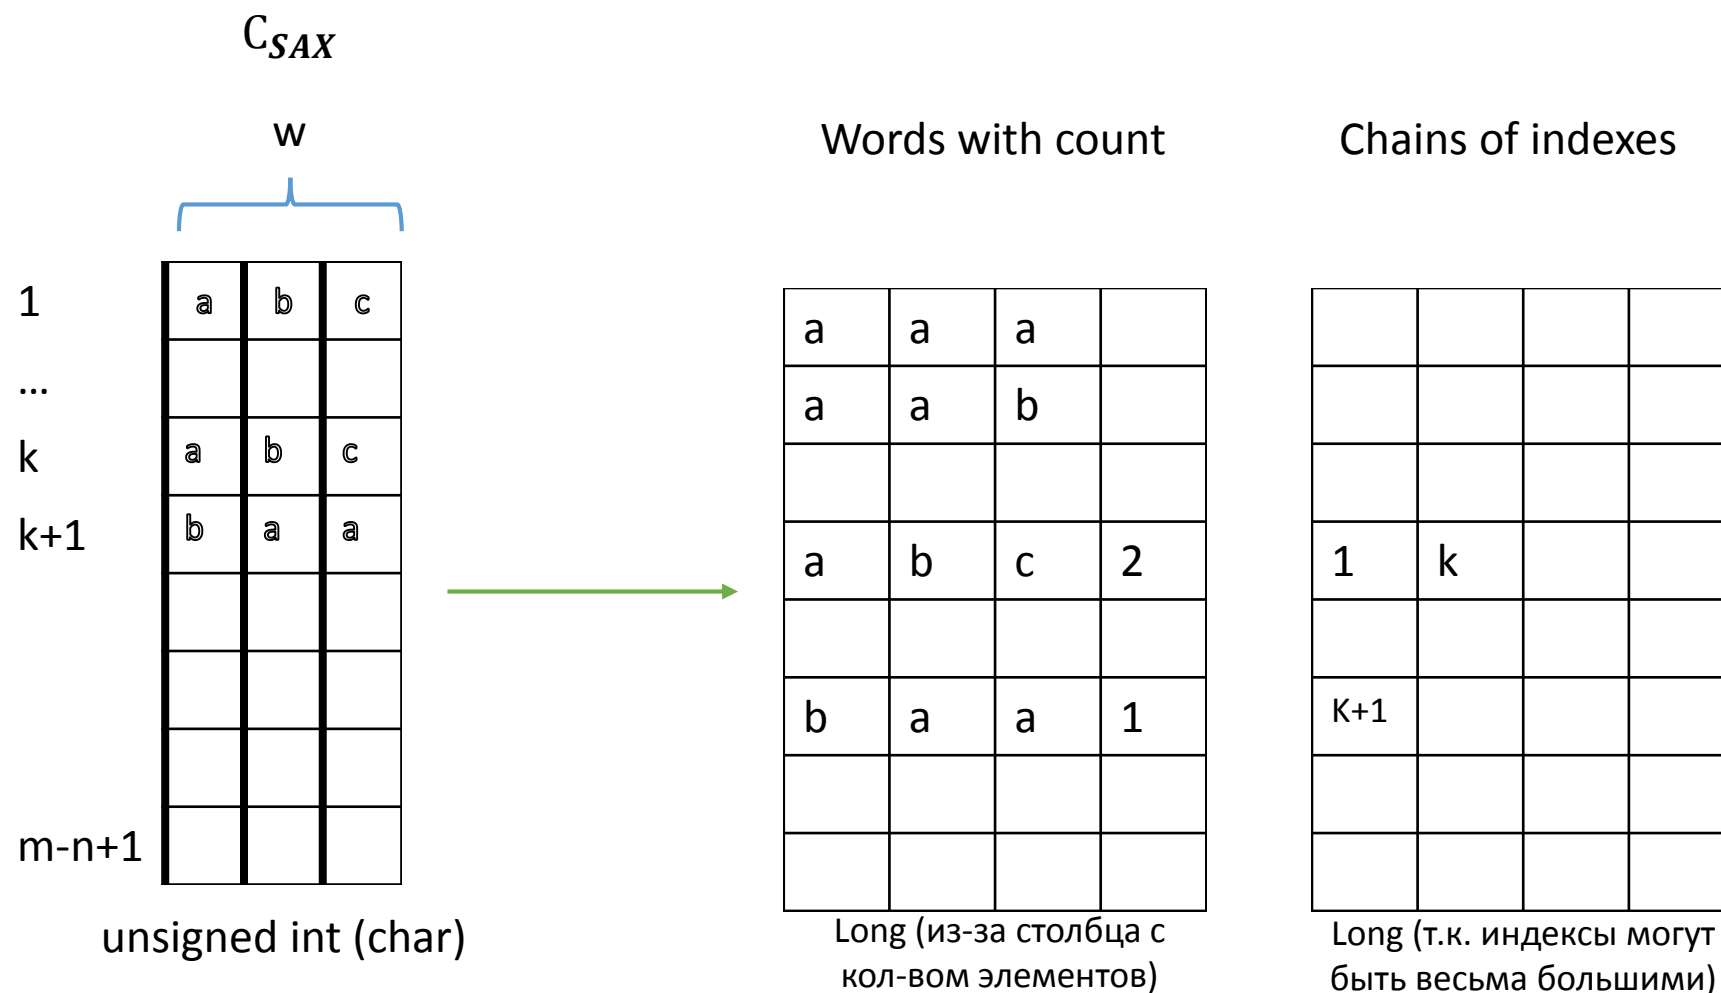 C_SAX
w
Words with count
Chains of indexes
1
a b c
a a a
...
a a b
k
a b c
k+1
b a a
a b c 2
1 k
b a a 1
K+1
m-n+1
unsigned int (char)
Long (из-за столбца с
кол-вом элементов)
Long (т.к. индексы могут
быть весьма большими)